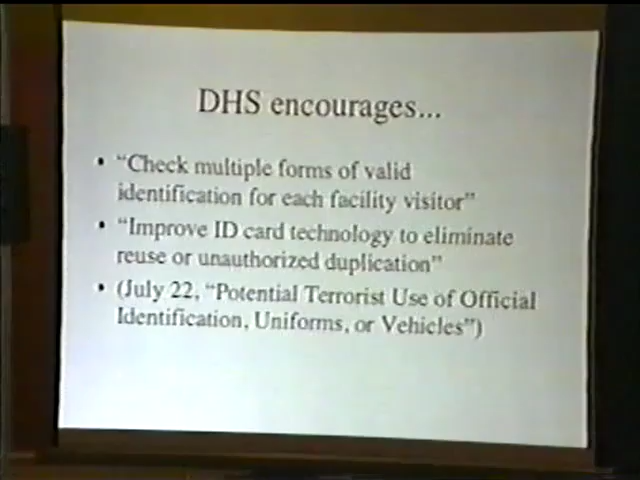 DHS encourages...
• “Check multiple forms of valid
identification for each facility visitor”
• “Improve ID card technology to eliminate
reuse or unauthorized duplication”
• (July 22, “Potential Terrorist Use of Official
Identification, Uniforms, or Vehicles”)